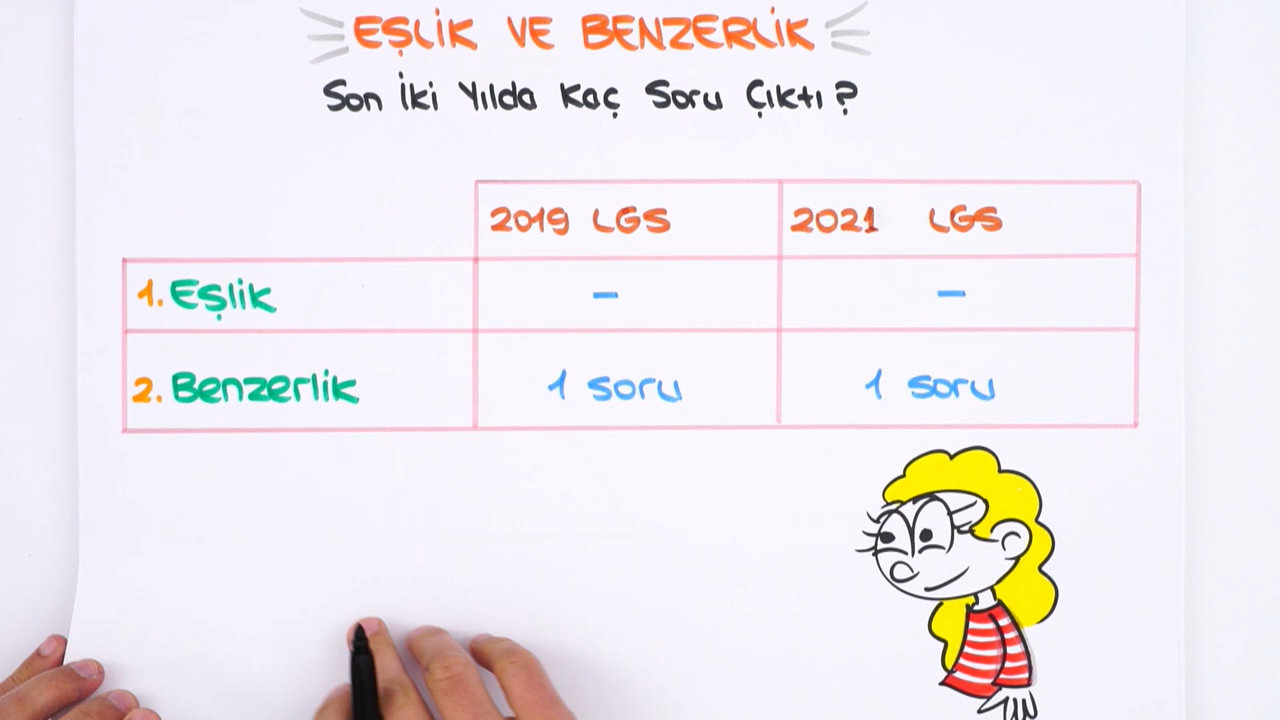 EŞLİK VE BENZERLİK
Son İki Yılda Kaç Soru Çıktı?
2019 LGS 2021 LGS
1. Eşlik - -
2. Benzerlik 1 soru 1 soru